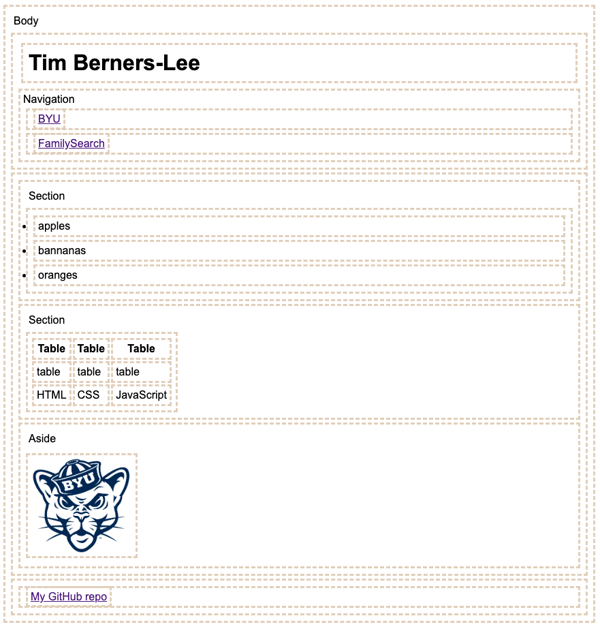 Body
Tim Berners-Lee
Navigation
BYU
FamilySearch
Section
apples
bannanas
oranges
Section
Table Table Table
table table table
HTML CSS JavaScript
Aside
BYU
My GitHub repo